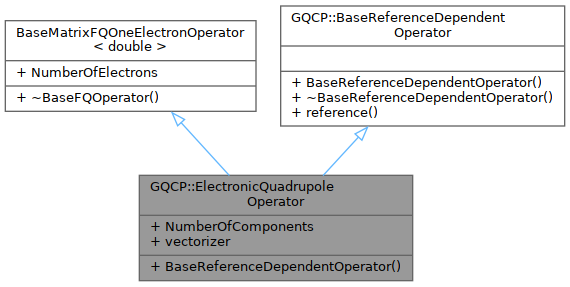 BaseMatrixFQOneElectronOperator
< double >
+ NumberOfElectrons
+ ~BaseFQOperator()
GQCP::BaseReferenceDependent
Operator
+ BaseReferenceDependentOperator()
+ ~BaseReferenceDependentOperator()
+ reference()
GQCP::ElectronicQuadrupole
Operator
+ NumberOfComponents
+ vectorizer
+ BaseReferenceDependentOperator()